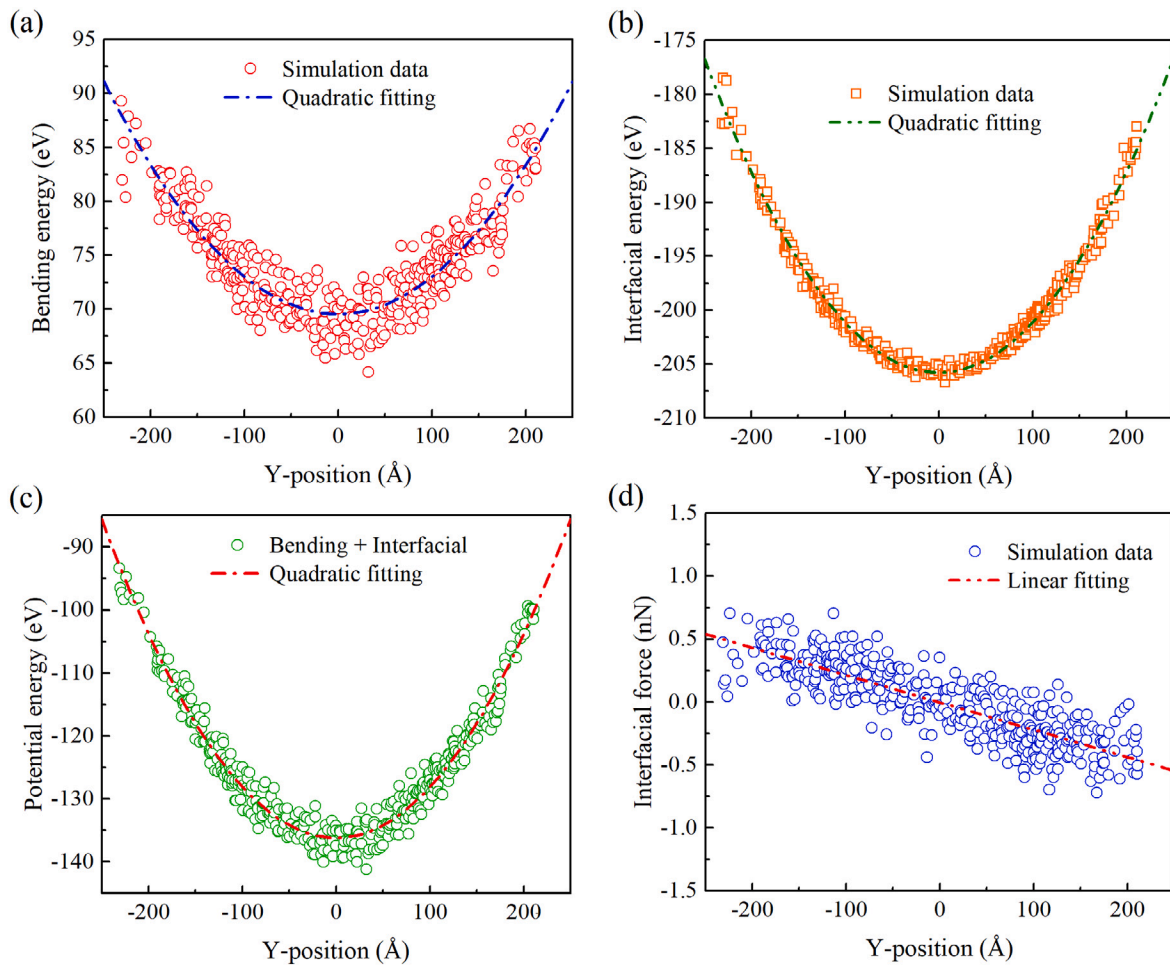 (a)
95
90
85
80
75
70
65
60
Bending energy (eV)
Simulation data
Quadratic fitting
-200 -100 0 100 200
Y-position (Å)
(b)
-175
-180
-185
-190
-195
-200
-205
-210
Interfacial energy (eV)
Simulation data
Quadratic fitting
-200 -100 0 100 200
Y-position (Å)
(c)
-90
-100
-110
-120
-130
-140
Potential energy (eV)
Bending + Interfacial
Quadratic fitting
-200 -100 0 100 200
Y-position (Å)
(d)
1.5
1.0
0.5
0.0
-0.5
-1.0
-1.5
Interfacial force (nN)
Simulation data
Linear fitting
-200 -100 0 100 200
Y-position (Å)